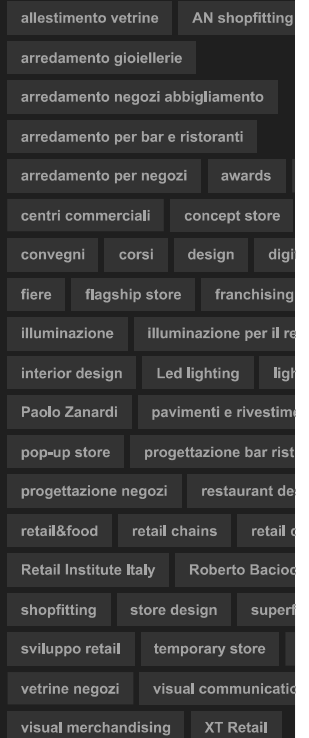 allestimento vetrine AN shopfitting
arredamento gioiellerie
arredamento negozi abbigliamento
arredamento per bar e ristoranti
arredamento per negozi awards
centri commerciali concept store
convegni corsi design
fiere flagship store franchising
illuminazione illuminazione per il
interior design Led lighting
Paolo Zanardi pavimenti e
pop-up store progettazione bar
progettazione negozi restaurant
retail&food retail chains retail
Retail Institute Italy Roberto
shopfitting store design
sviluppo retail temporary store
vetrine negozi visual
visual merchandising XT Retail